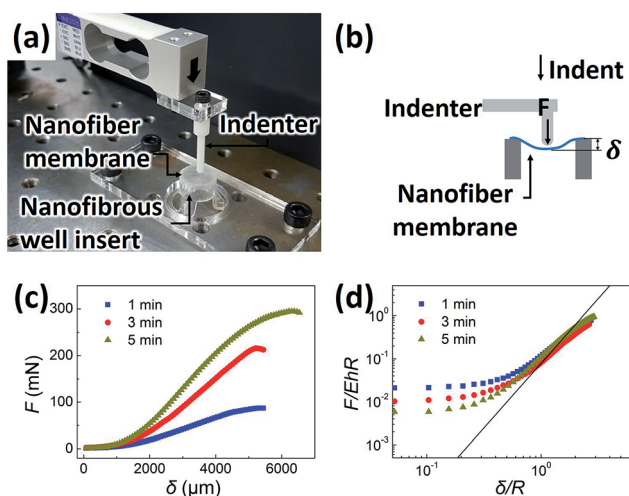 (a)
Nanofiber
membrane
Indenter
Nanofibrous
well insert
(b)
Indent
Indenter
F
δ
Nanofiber
membrane
(c)
1 min
3 min
5 min
300
200
100
0
F (mN)
0 2000 4000 6000
δ (μm)
(d)
1 min
3 min
5 min
10⁰
10⁻¹
10⁻²
10⁻³
F/EhR
10⁻¹ 10⁰
δ/R